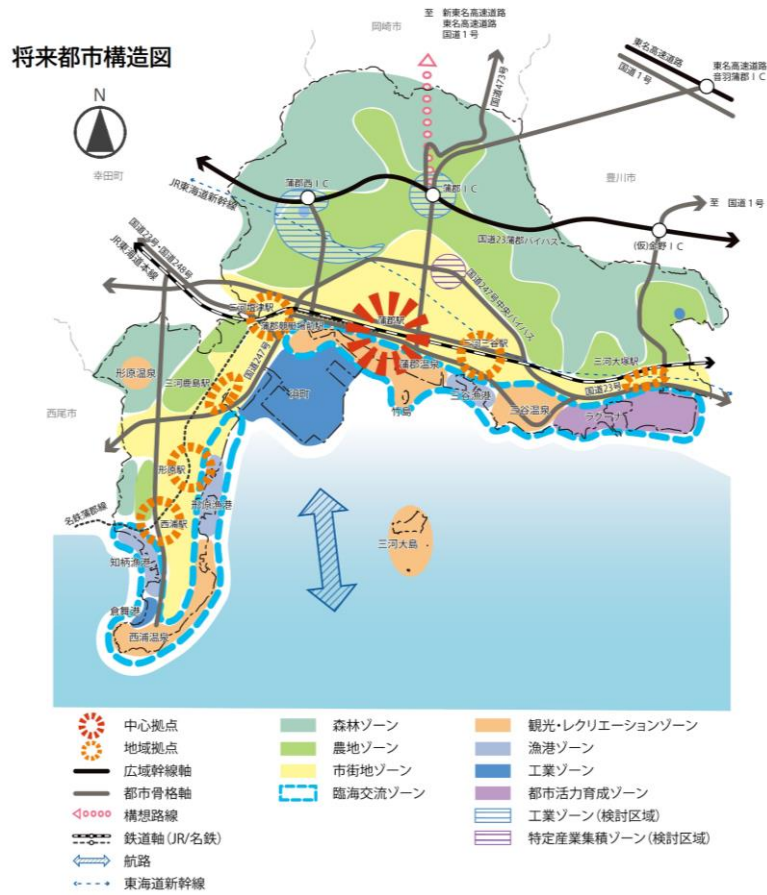 将来都市構造図
岡崎市
至 新東名高速道路
東名高速道路
国道1号
東名高速道路
国道1号
東名高速道路
音羽蒲郡IC
N
国道473号
幸田町
豊川市
JR東海道新幹線
蒲郡西IC
蒲郡IC
至 国道1号
国道23蒲郡バイパス
(仮)金野IC
国道23号・国道248号
JR東海道本線
国道247号中央バイパス
三河塩津駅
蒲郡競艇場前駅
蒲郡駅
三河三谷駅
三河大塚駅
蒲郡温泉
国道247号
国道23号
形原温泉
三河鹿島駅
浜町
竹島
三谷漁港
三谷温泉
ラグーナ
西尾市
形原駅
形原漁港
名鉄蒲郡線
西浦駅
三河大島
知柄漁港
倉舞港
西浦温泉
中心拠点
地域拠点
広域幹線軸
都市骨格軸
構想路線
鉄道軸(JR/名鉄)
航路
東海道新幹線
森林ゾーン
農地ゾーン
市街地ゾーン
臨海交流ゾーン
観光・レクリエーションゾーン
漁港ゾーン
工業ゾーン
都市活力育成ゾーン
工業ゾーン(検討区域)
特定産業集積ゾーン(検討区域)